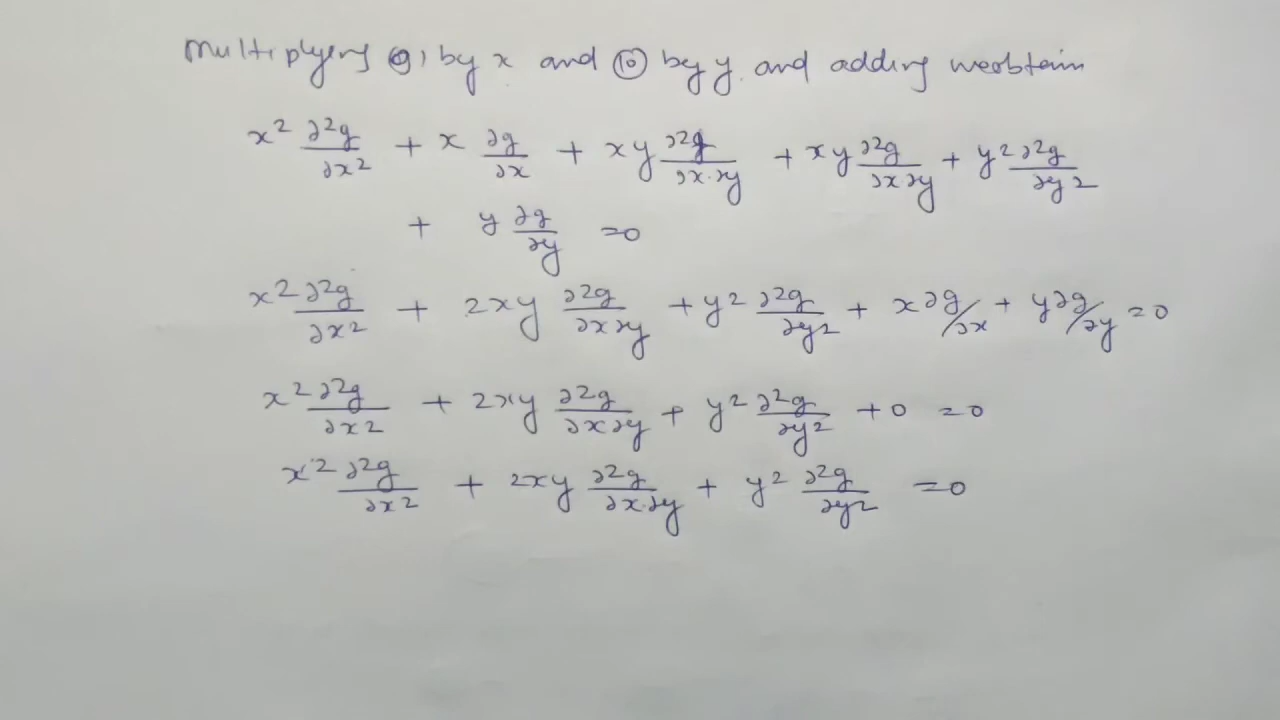 Multiplyeng (9) by x and (10) by y and adding we obtain
x² ∂²g/∂x² + x ∂g/∂x + xy ∂²g/∂x·∂y + xy ∂²g/∂x∂y + y² ∂²g/∂y²
+ y ∂g/∂y =0
x² ∂²g/∂x² + 2xy ∂²g/∂x∂y + y² ∂²g/∂y² + x∂g/∂x + y∂g/∂y =0
x² ∂²g/∂x² + 2xy ∂²g/∂x∂y + y² ∂²g/∂y² +0 =0
x² ∂²g/∂x² + 2xy ∂²g/∂x·∂y + y² ∂²g/∂y² =0